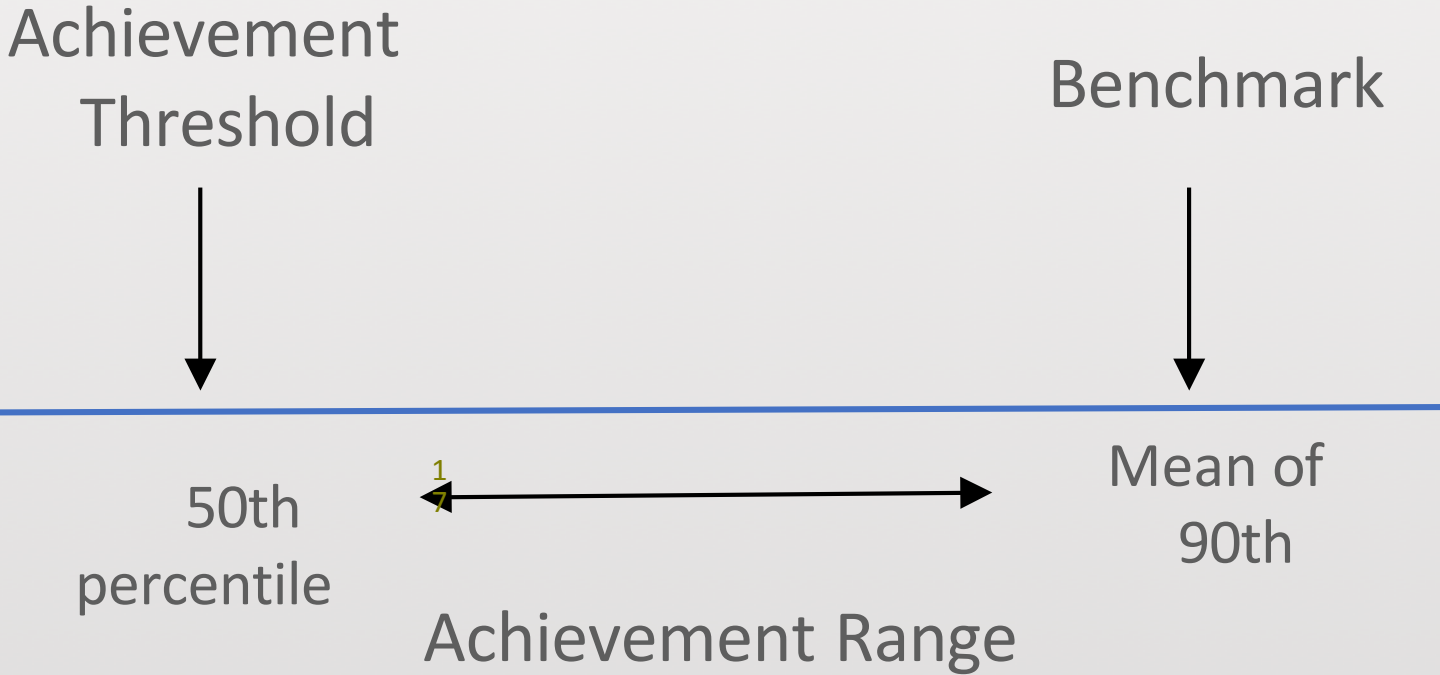 Achievement
Threshold
Benchmark
1
7
50th
percentile
Mean of
90th
Achievement Range